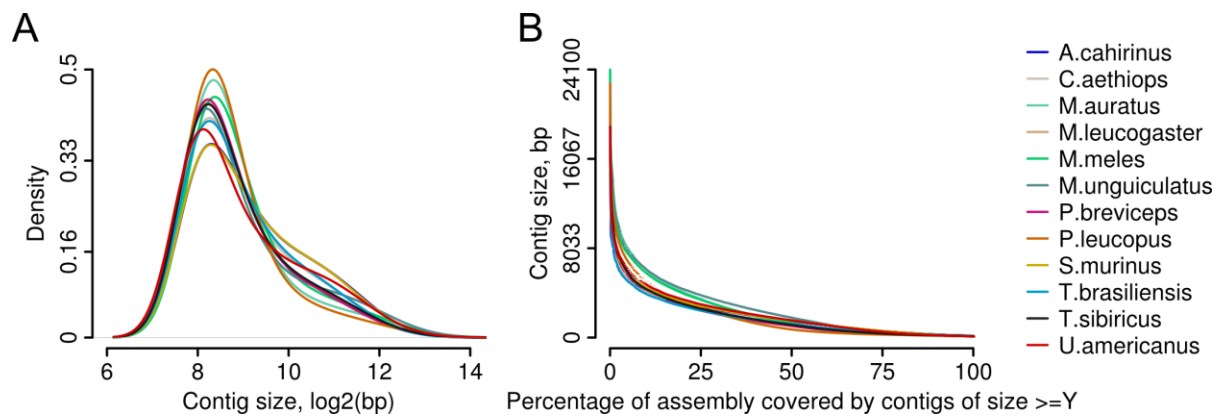 A
Density
0.5
0.33
0.16
0
6
8
10
12
14
Contig size, log2(bp)
B
Contig size, bp
24100
16067
8033
0
0
25
50
75
100
Percentage of assembly covered by contigs of size >=Y
A.cahirinus
C.aethiops
M.auratus
M.leucogaster
M.meles
M.unguiculatus
P.breviceps
P.leucopus
S.murinus
T.brasiliensis
T.sibiricus
U.americanus